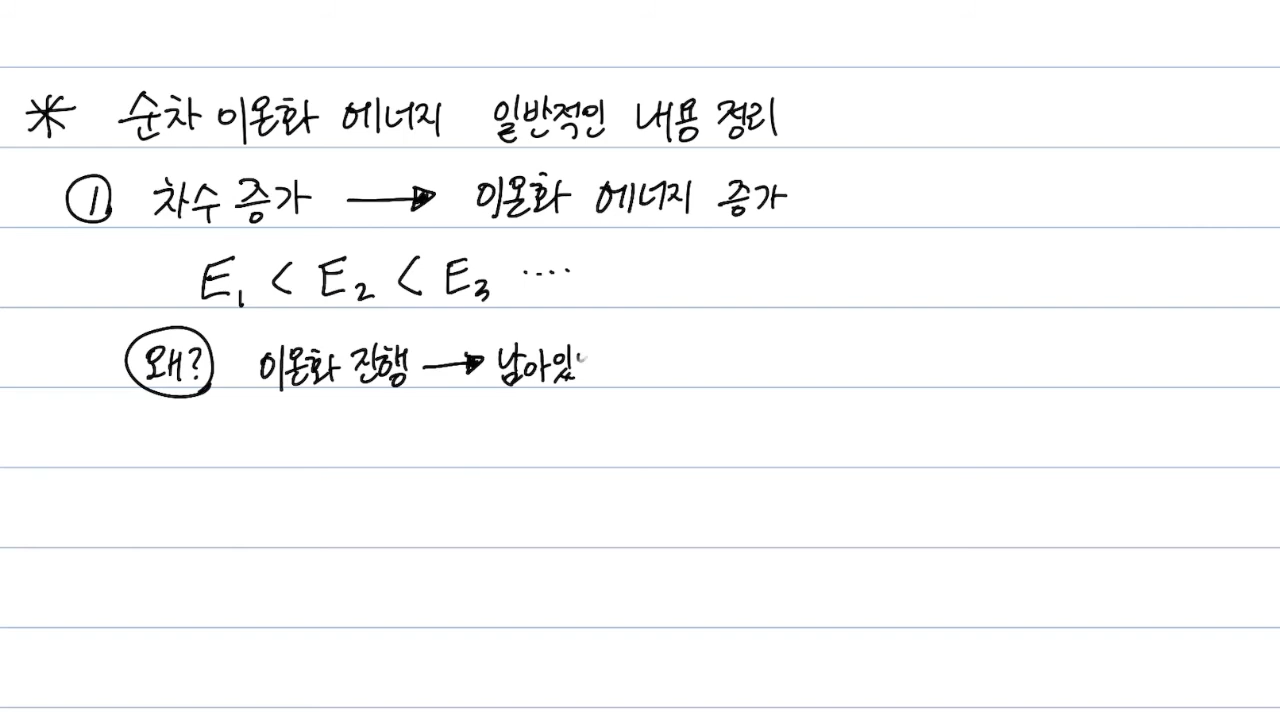 * 순차 이온화 에너지 일반적인 내용 정리
① 차수 증가 → 이온화 에너지 증가
E₁ < E₂ < E₃ ....
왜? 이온화 진행 → 남아있